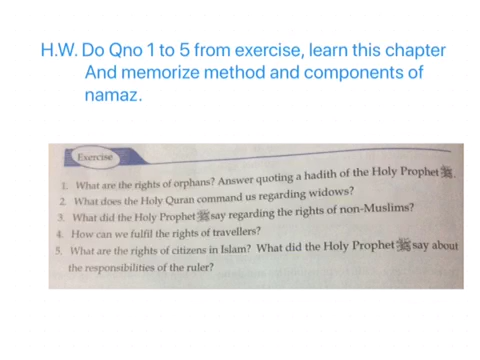 H.W. Do Qno 1 to 5 from exercise, learn this chapter
And memorize method and components of
namaz.
Exercise
1. What are the rights of orphans? Answer quoting a hadith of the Holy Prophet ﷺ.
2. What does the Holy Quran command us regarding widows?
3. What did the Holy Prophet ﷺ say regarding the rights of non-Muslims?
4. How can we fulfil the rights of travellers?
5. What are the rights of citizens in Islam? What did the Holy Prophet ﷺ say about
the responsibilities of the ruler?